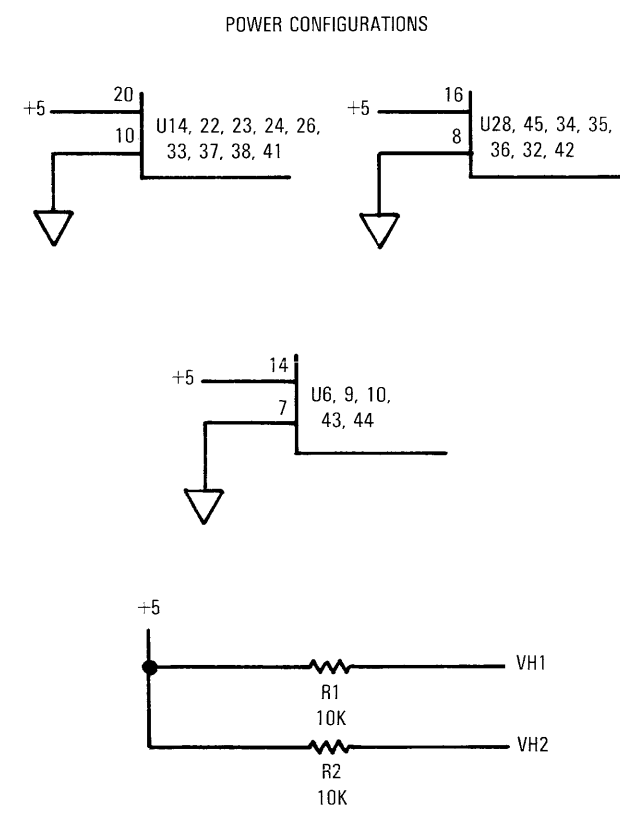 POWER CONFIGURATIONS
20
+5
10
U14, 22, 23, 24, 26,
33, 37, 38, 41
16
+5
8
U28, 45, 34, 35,
36, 32, 42
14
+5
7
U6, 9, 10,
43, 44
+5
VH1
R1
10K
VH2
R2
10K